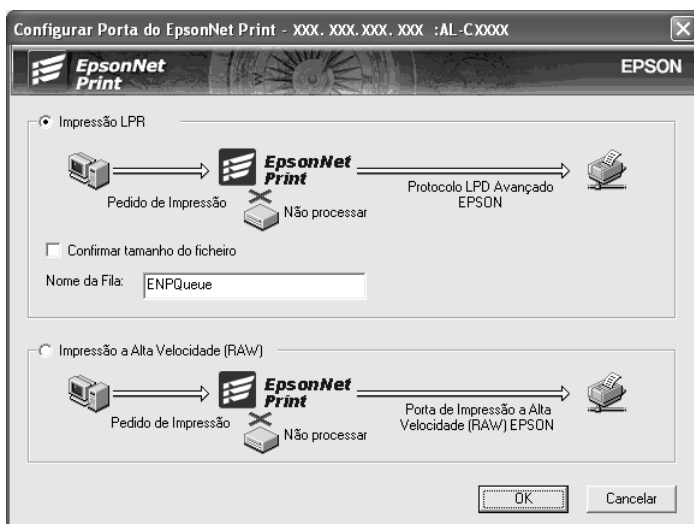 Configurar Porta do EpsonNet Print - XXX. XXX.XXX. XXX :AL-CXXXX
EpsonNet
Print
EPSON
Impressão LPR
EpsonNet
Print
Pedido de Impressão
Não processar
Protocolo LPD Avançado
EPSON
Confirmar tamanho do ficheiro
Nome da Fila:
ENPQueue
Impressão a Alta Velocidade (RAW)
EpsonNet
Print
Pedido de Impressão
Não processar
Porta de Impressão a Alta
Velocidade (RAW) EPSON
OK
Cancelar